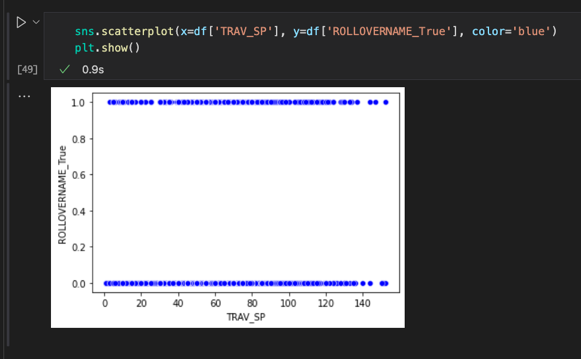 sns.scatterplot(x=df['TRAV_SP'], y=df['ROLLOVERNAME_True'], color='blue')
plt.show()
[49]
0.9s
...
1.0
0.8
0.6
0.4
0.2
0.0
ROLLOVERNAME_True
0 20 40 60 80 100 120 140
TRAV_SP